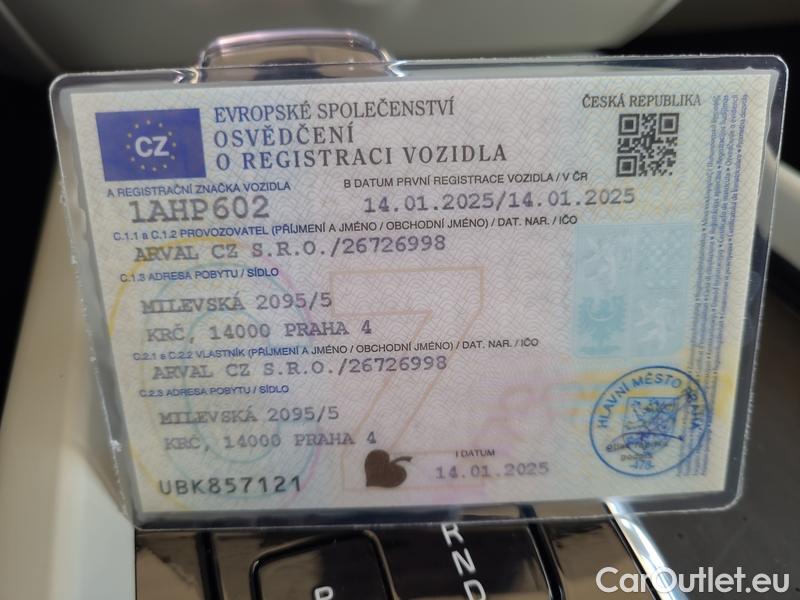 EVROPSKÉ SPOLEČENSTVÍ
ČESKÁ REPUBLIKA
CZ
OSVĚDČENÍ
O REGISTRACI VOZIDLA
A REGISTRAČNÍ ZNAČKA VOZIDLA
B DATUM PRVNÍ REGISTRACE VOZIDLA / V ČR
1AHP602
14.01.2025/14.01.2025
C.1.1 a C.1.2 PROVOZOVATEL (PŘÍJMENÍ A JMÉNO / OBCHODNÍ JMÉNO) / DAT. NAR. / IČO
ARVAL CZ S.R.O./26726998
C.1.3 ADRESA POBYTU / SÍDLO
MILEVSKÁ 2095/5
KRČ, 14000 PRAHA 4
C.2.1 a C.2.2 VLASTNÍK (PŘÍJMENÍ A JMÉNO / OBCHODNÍ JMÉNO) / DAT. NAR. / IČO
ARVAL CZ S.R.O./26726998
C.2.3 ADRESA POBYTU / SÍDLO
MILEVSKÁ 2095/5
KRČ, 14000 PRAHA 4
HLAVNÍ MĚSTO PRAHA
-478-
I DATUM
14.01.2025
UBK857121
RND
P
CarOutlet.eu